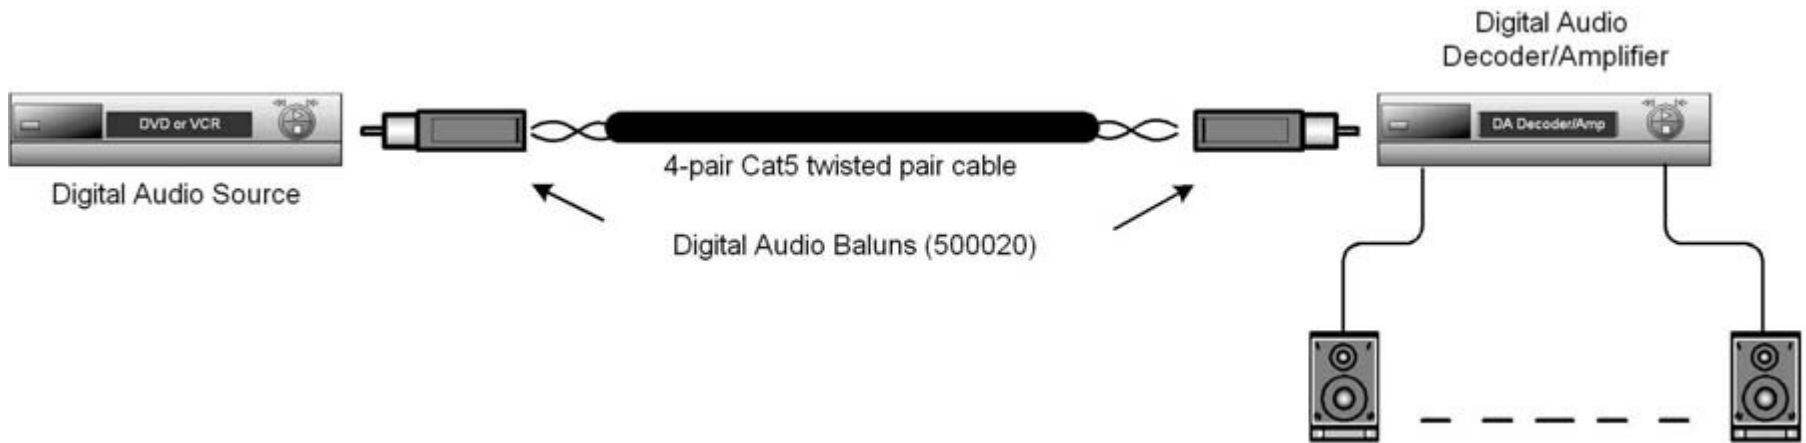 Digital Audio
Decoder/Amplifier
DVD or VCR
DA Decoder/Amp
4-pair Cat5 twisted pair cable
Digital Audio Source
Digital Audio Baluns (500020)